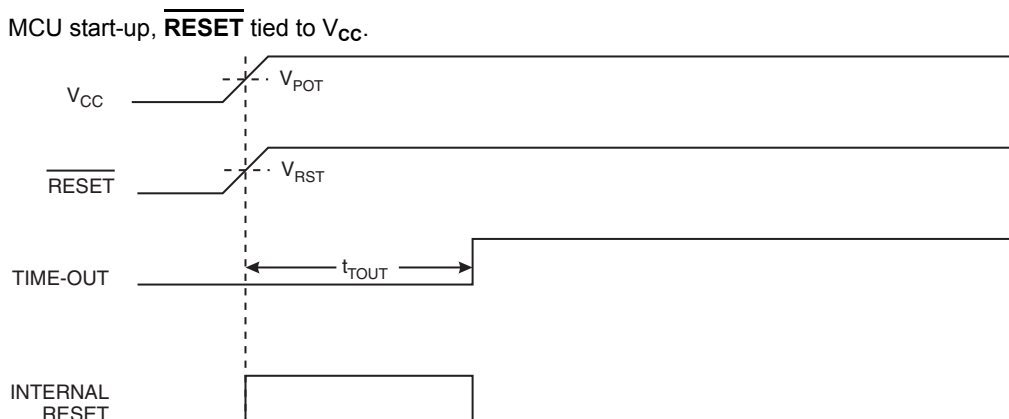 MCU start-up, RESET tied to VCC.
VPOT
VCC
VRST
RESET
tTOUT
TIME-OUT
INTERNAL
RESET